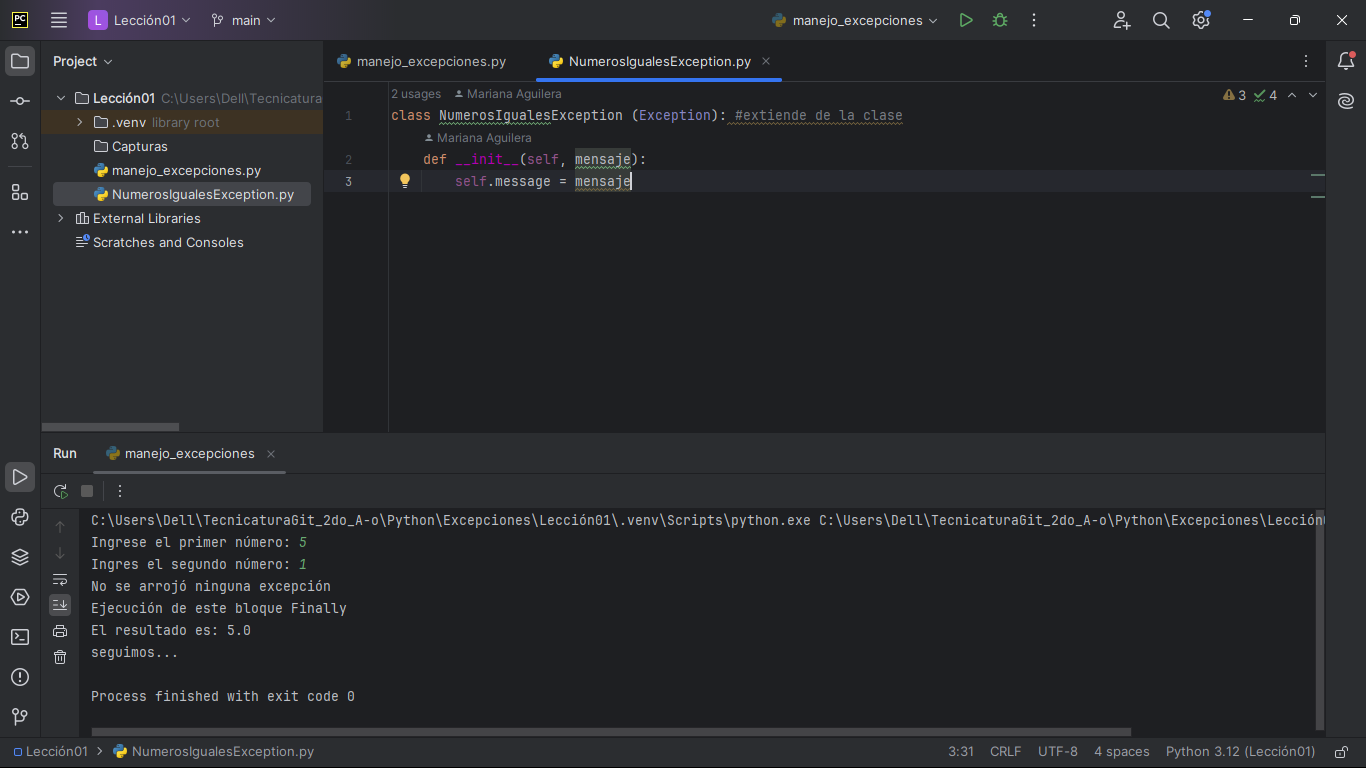 PC
L Lección01 main manejo_excepciones
Project
manejo_excepciones.py NumerosIgualesException.py
Lección01 C:\Users\Dell\Tecnicatura
.venv library root
Capturas
manejo_excepciones.py
NumerosIgualesException.py
External Libraries
Scratches and Consoles
2 usages Mariana Aguilera
3 4
1 class NumerosIgualesException (Exception): #extiende de la clase
Mariana Aguilera
2 def __init__(self, mensaje):
3 self.message = mensaje
Run manejo_excepciones
C:\Users\Dell\TecnicaturaGit_2do_A-o\Python\Excepciones\Lección01\.venv\Scripts\python.exe C:\Users\Dell\TecnicaturaGit_2do_A-o\Python\Excepciones\Lección
Ingrese el primer número: 5
Ingres el segundo número: 1
No se arrojó ninguna excepción
Ejecución de este bloque Finally
El resultado es: 5.0
seguimos...
Process finished with exit code 0
Lección01 NumerosIgualesException.py 3:31 CRLF UTF-8 4 spaces Python 3.12 (Lección01)